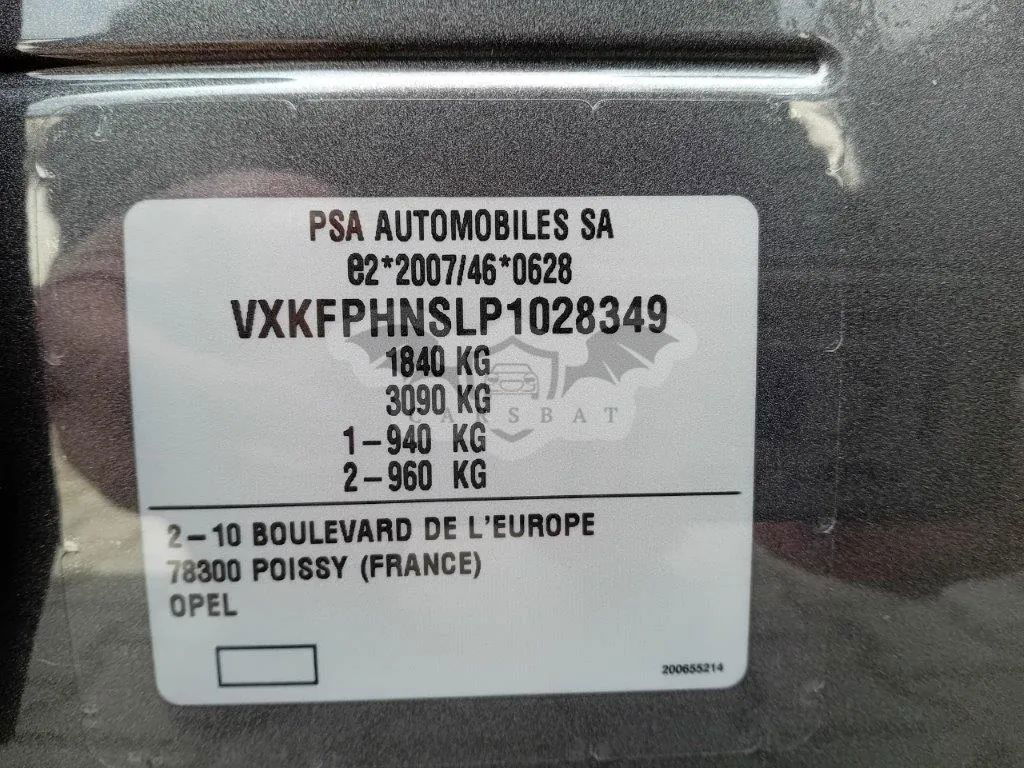 PSA AUTOMOBILES SA
e2*2007/46*0628
VXKFPHNSLP1028349
1840 KG
3090 KG
CARSBAT
1-940 KG
2-960 KG
2-10 BOULEVARD DE L'EUROPE
78300 POISSY (FRANCE)
OPEL
200655214